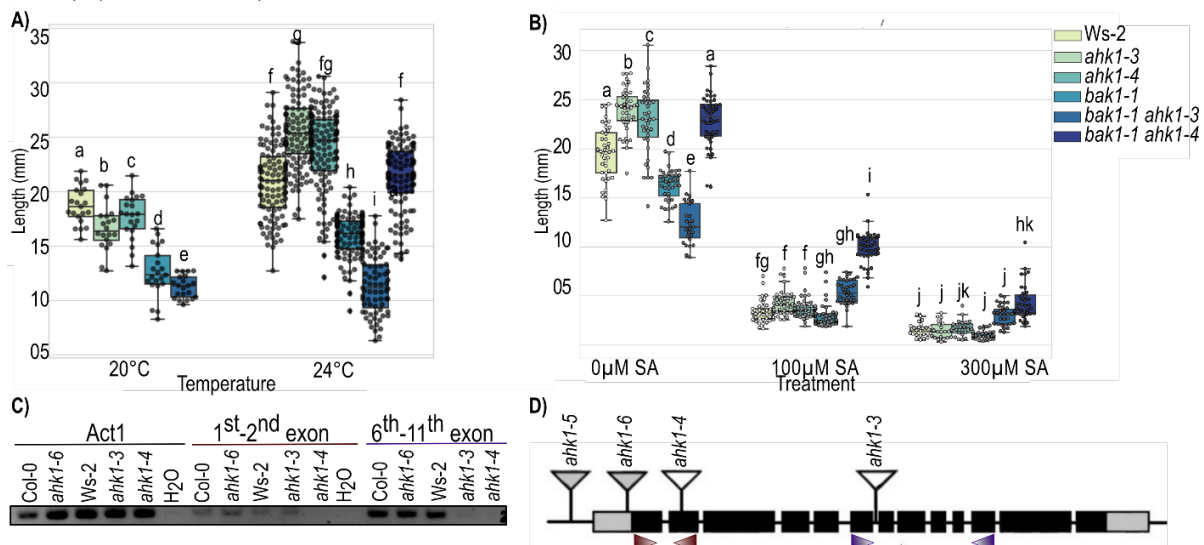 A)
35
30
25
20
15
10
05
Length (mm)
a
b
c
d
e
f
g
fg
h
i
f
20°C
24°C
Temperature
B)
30
25
20
15
10
05
Length (mm)
a
b
c
d
e
a
fg
f
f
gh
gh
i
j
j
jk
j
j
hk
0µM SA
100µM SA
300µM SA
Treatment
Ws-2
ahk1-3
ahk1-4
bak1-1
bak1-1 ahk1-3
bak1-1 ahk1-4
C)
Act1
1st-2nd exon
6th-11th exon
Col-0
ahk1-6
Ws-2
ahk1-3
ahk1-4
H2O
Col-0
ahk1-6
Ws-2
ahk1-3
ahk1-4
H2O
Col-0
ahk1-6
Ws-2
ahk1-3
ahk1-4
D)
ahk1-5
ahk1-6
ahk1-4
ahk1-3